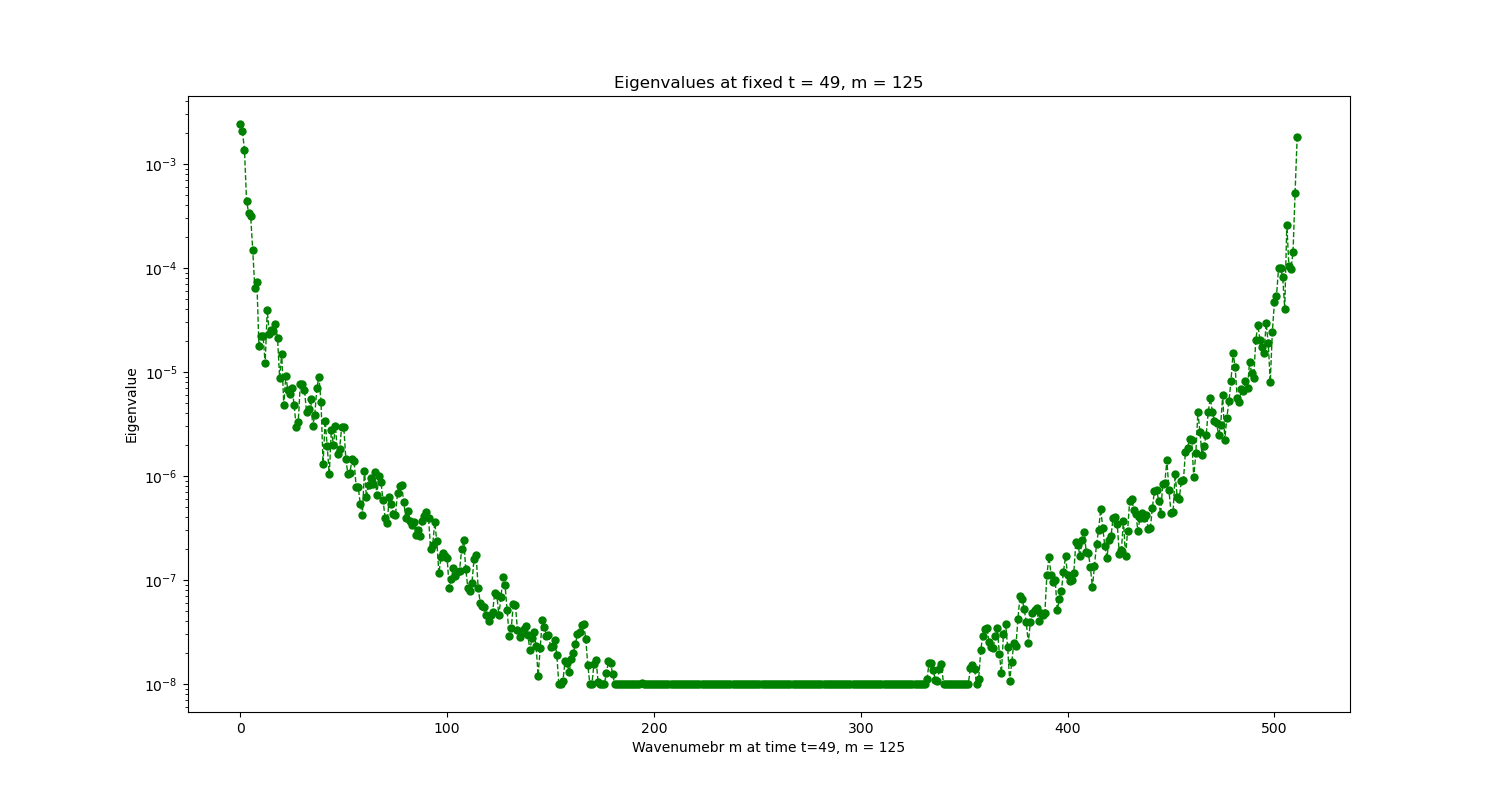 Eigenvalues at fixed t = 49, m = 125
10⁻³
10⁻⁴
10⁻⁵
10⁻⁶
10⁻⁷
10⁻⁸
Eigenvalue
0 100 200 300 400 500
Wavenumebr m at time t=49, m = 125